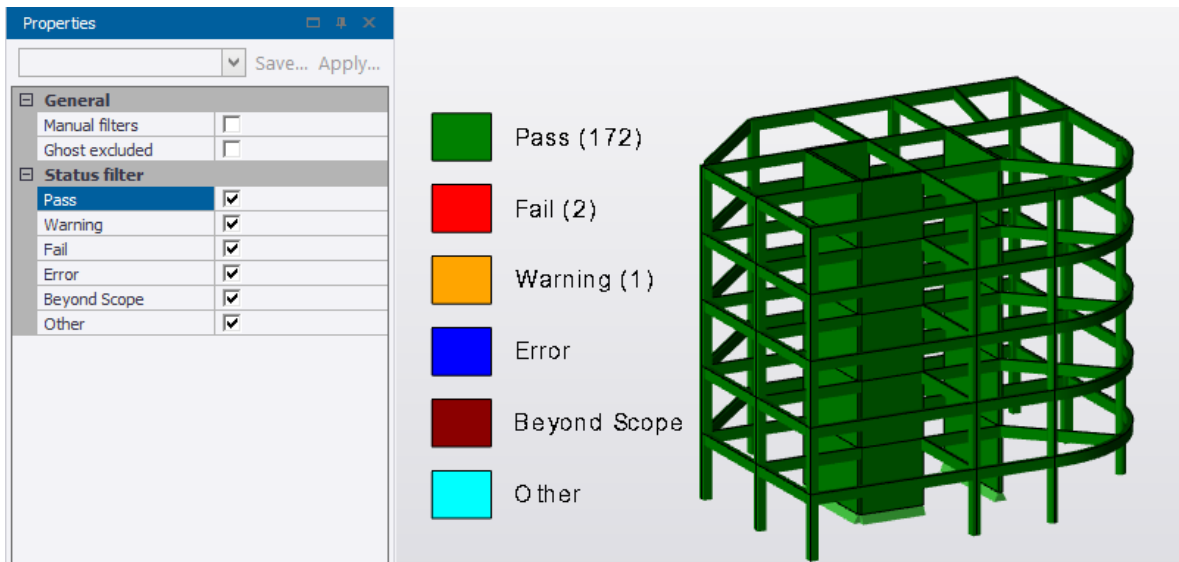 Properties
Save... Apply...
General
Manual filters
Ghost excluded
Status filter
Pass
Warning
Fail
Error
Beyond Scope
Other
Pass (172)
Fail (2)
Warning (1)
Error
Beyond Scope
Other